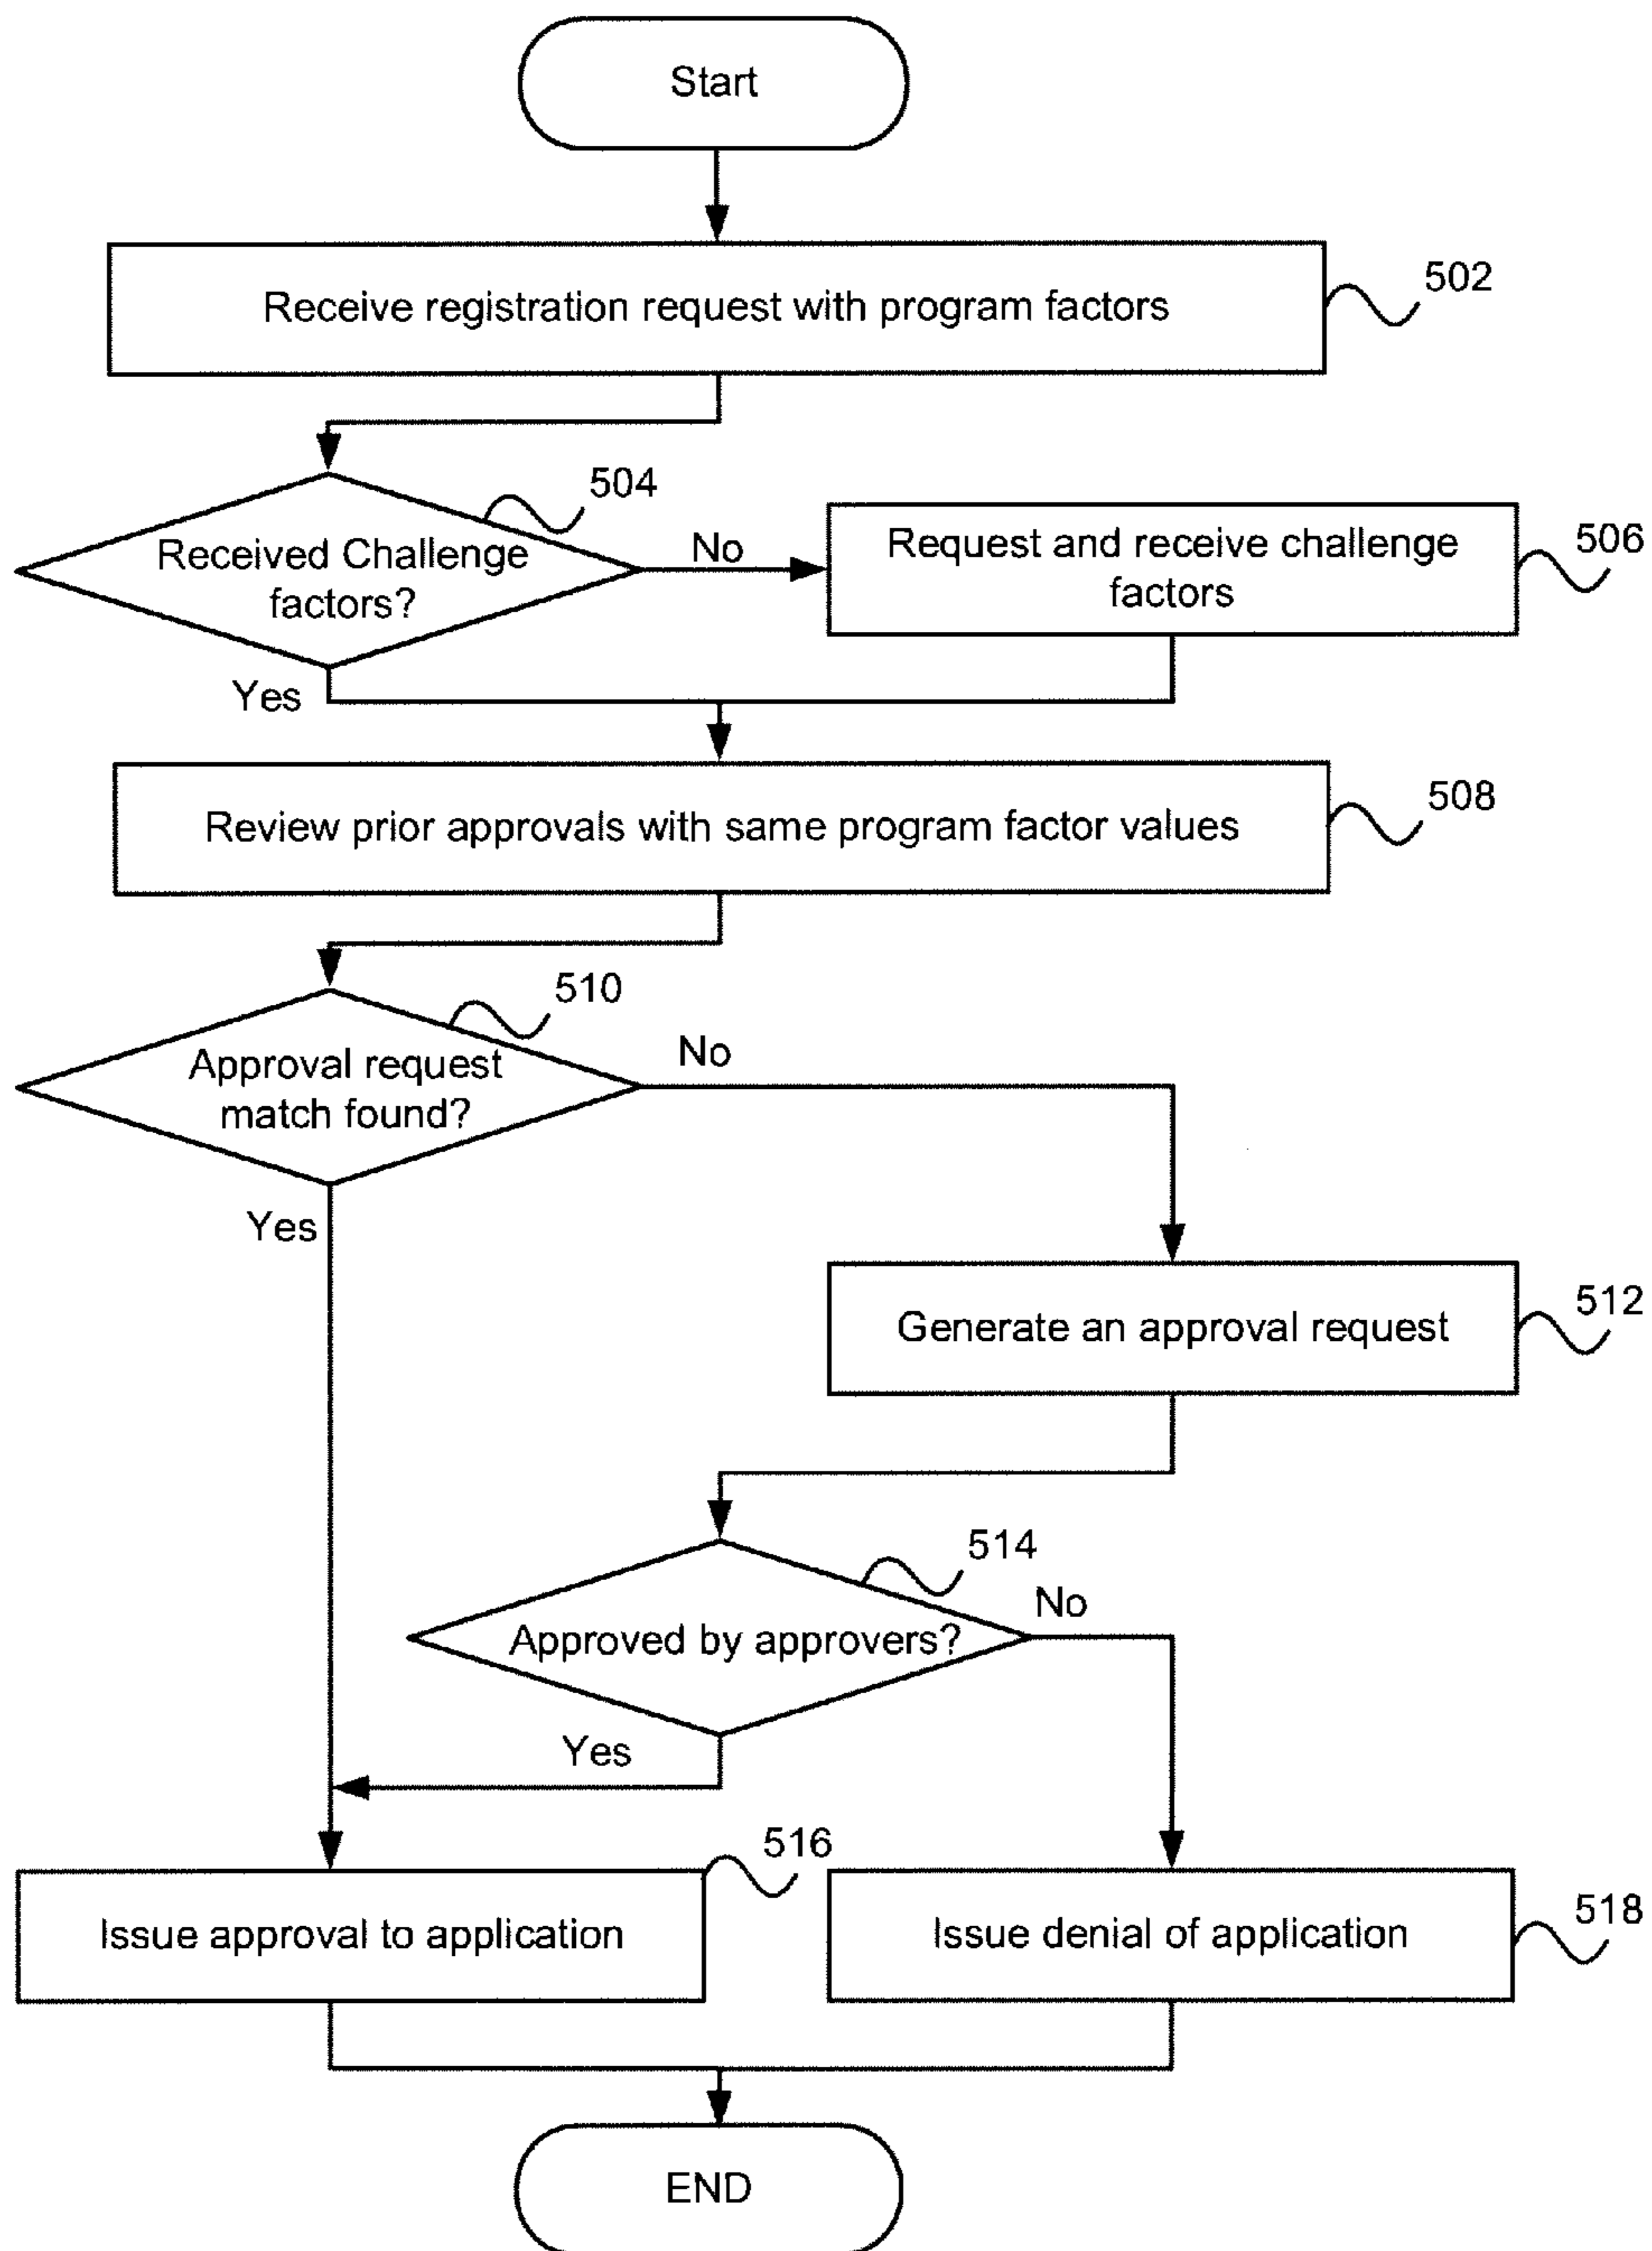 Start
Receive registration request with program factors
502
504
Received Challenge
factors?
No
Request and receive challenge
factors
506
Yes
Review prior approvals with same program factor values
508
510
Approval request
match found?
No
Yes
Generate an approval request
512
514
Approved by approvers?
No
Yes
516
Issue approval to application
Issue denial of application
518
END